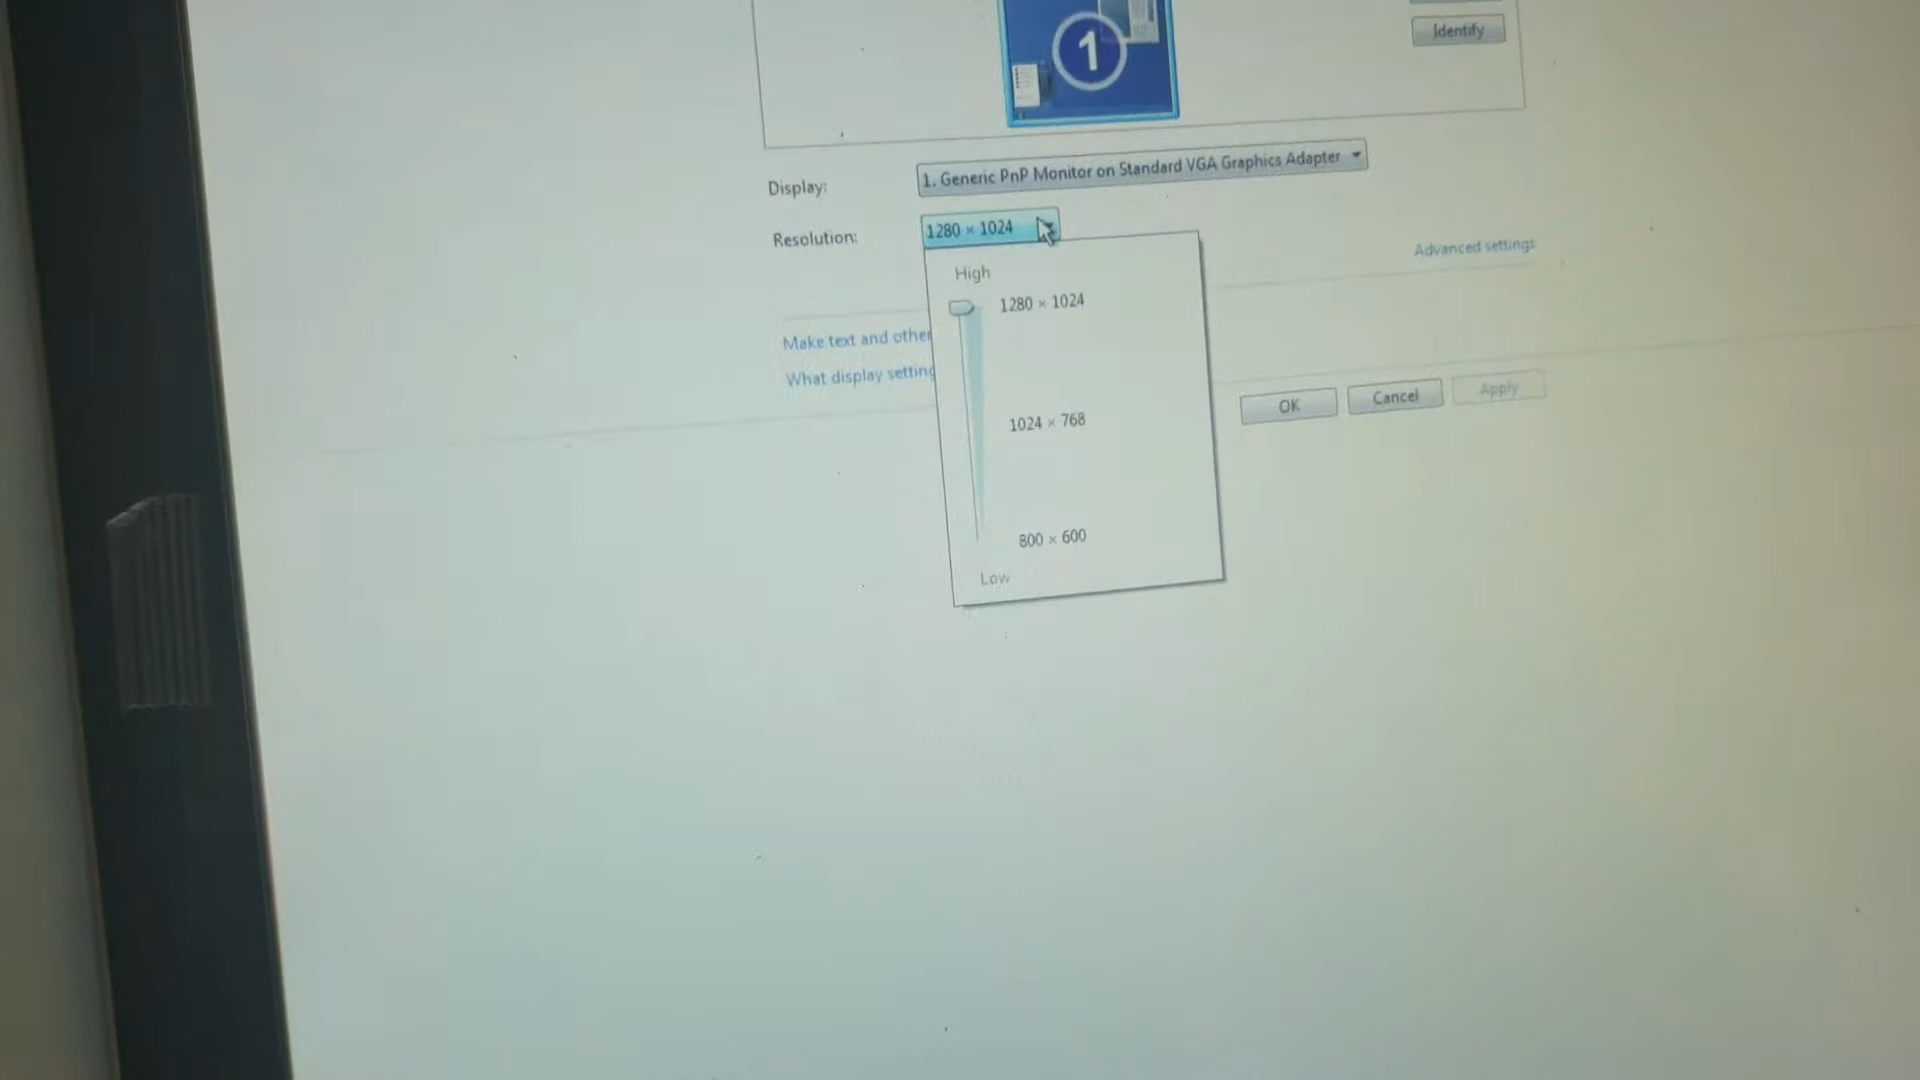 1
Identify
Display:
1. Generic PnP Monitor on Standard VGA Graphics Adapter
Resolution:
1280 × 1024
Advanced settings
High
1280 × 1024
Make text and other
What display setting
1024 × 768
OK
Cancel
Apply
800 × 600
Low